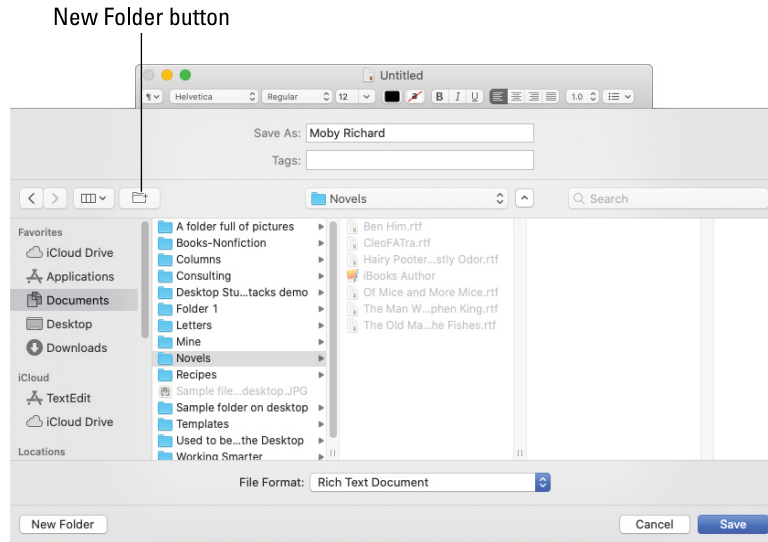 New Folder button
Untitled
Helvetica Regular 12 a B I U 1.0
Save As: Moby Richard
Tags:
Novels
Search
Favorites
iCloud Drive
Applications
Documents
Desktop
Downloads
iCloud
TextEdit
iCloud Drive
Locations
A folder full of pictures
Books-Nonfiction
Columns
Consulting
Desktop Stu...tacks demo
Folder 1
Letters
Mine
Novels
Recipes
Sample file...desktop.JPG
Sample folder on desktop
Templates
Used to be...the Desktop
Working Smarter
Ben Him.rtf
CleoFATra.rtf
Hairy Pooter...stly Odor.rtf
iBooks Author
Of Mice and More Mice.rtf
The Man W...phen King.rtf
The Old Ma...he Fishes.rtf
File Format: Rich Text Document
New Folder
Cancel
Save